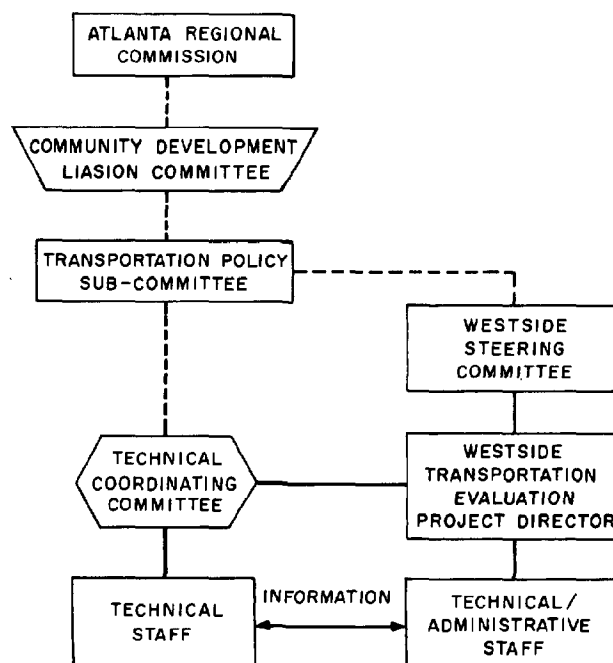 ATLANTA REGIONAL
COMMISSION
COMMUNITY DEVELOPMENT
LIASION COMMITTEE
TRANSPORTATION POLICY
SUB-COMMITTEE
WESTSIDE
STEERING
COMMITTEE
TECHNICAL
COORDINATING
COMMITTEE
WESTSIDE
TRANSPORTATION
EVALUATION
PROJECT DIRECTOR
TECHNICAL
STAFF
INFORMATION
TECHNICAL/
ADMINISTRATIVE
STAFF